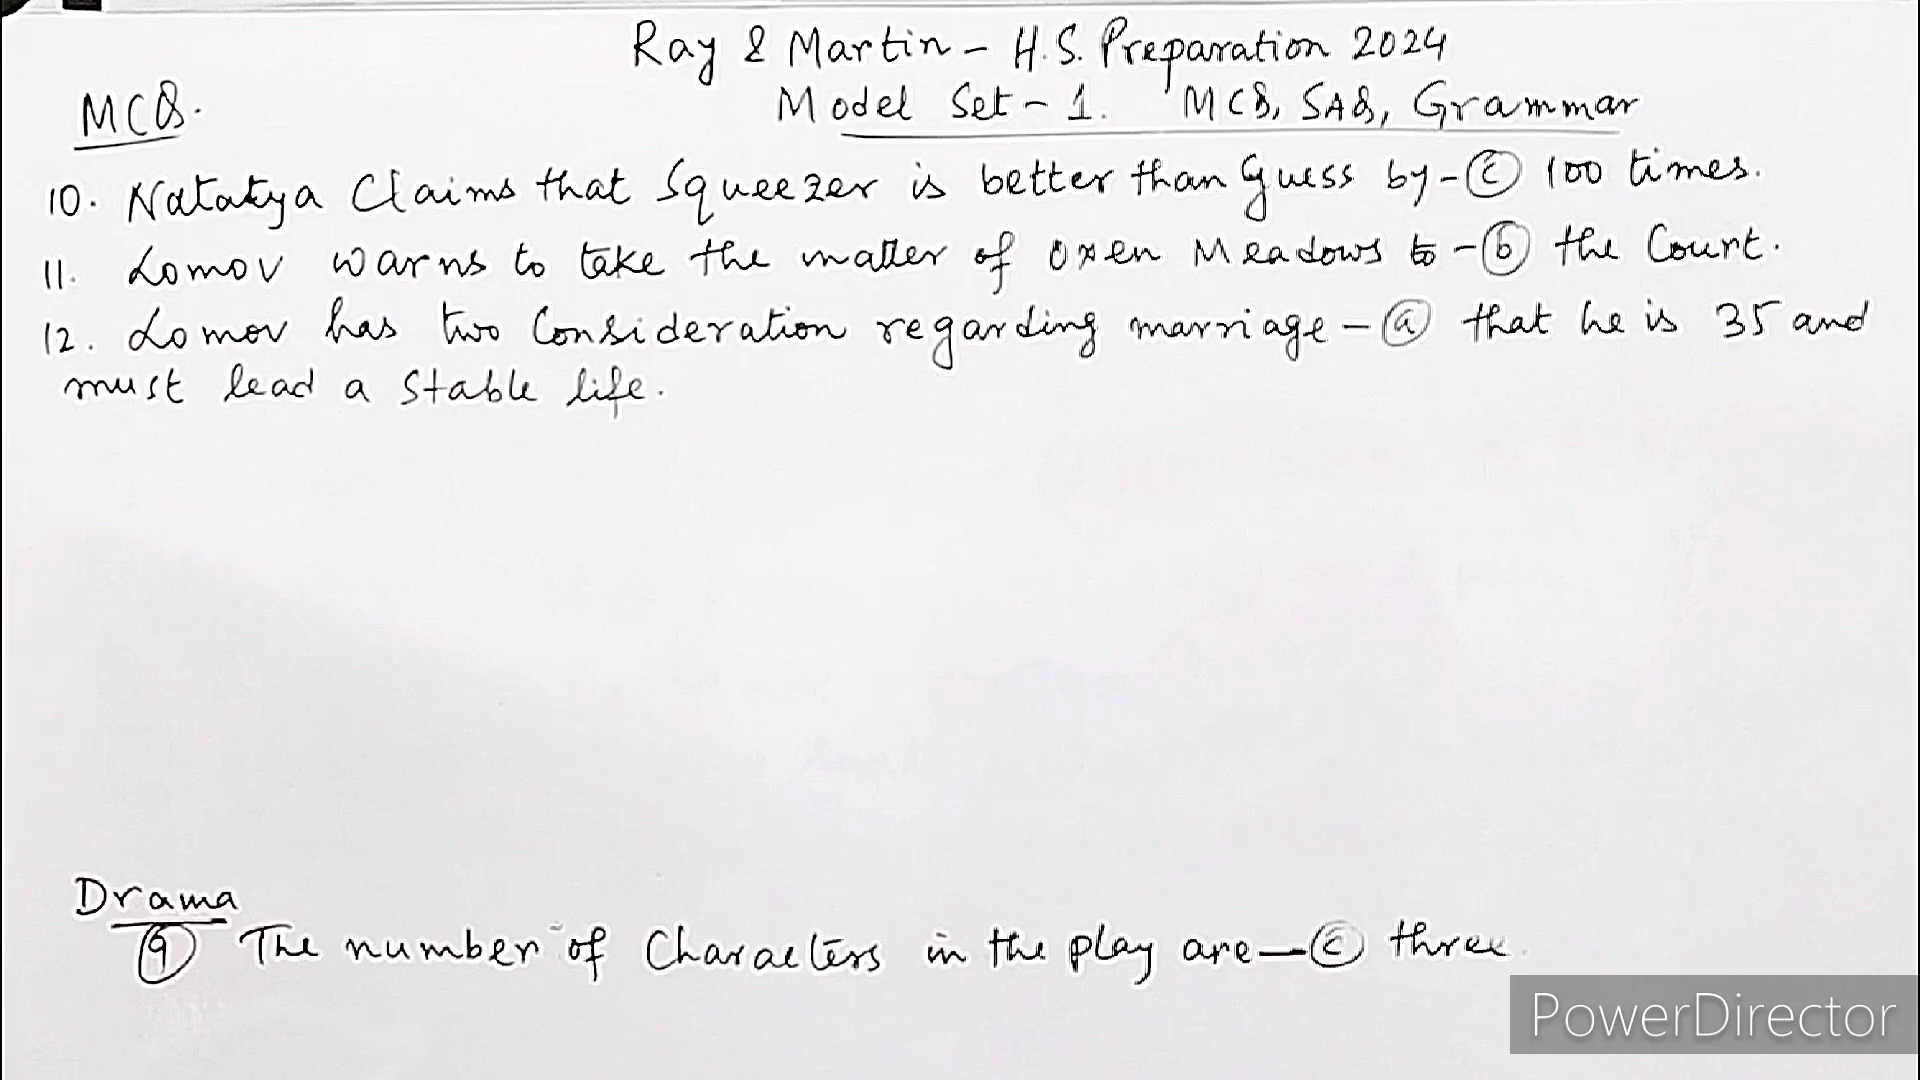 Ray & Martin - H.S. Preparation 2024
Model Set - 1. MCQ, SAQ, Grammar
MCQ.
10. Natalya Claims that Squeezer is better than Guess by - ⓒ 100 times.
11. Lomov warns to take the matter of Oxen Meadows to - ⓑ the Court.
12. Lomov has two Consideration regarding marriage - ⓐ that he is 35 and
must lead a stable life.
Drama
⑨ The number of Characters in the play are — ⓒ three.
PowerDirector